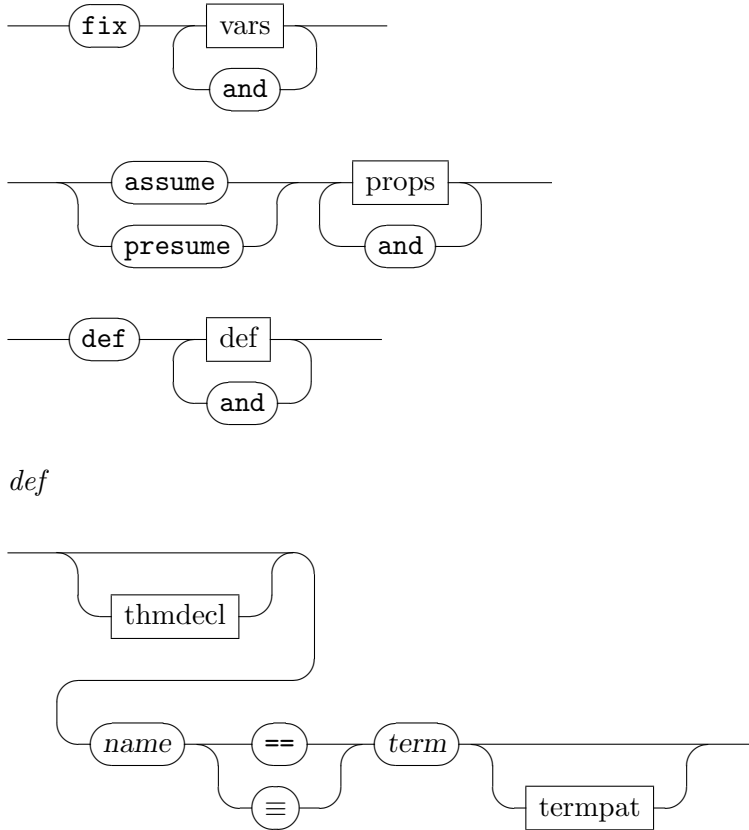 fix vars
and
assume props
presume and
def def
and
def
thmdecl
name == term
≡ termpat